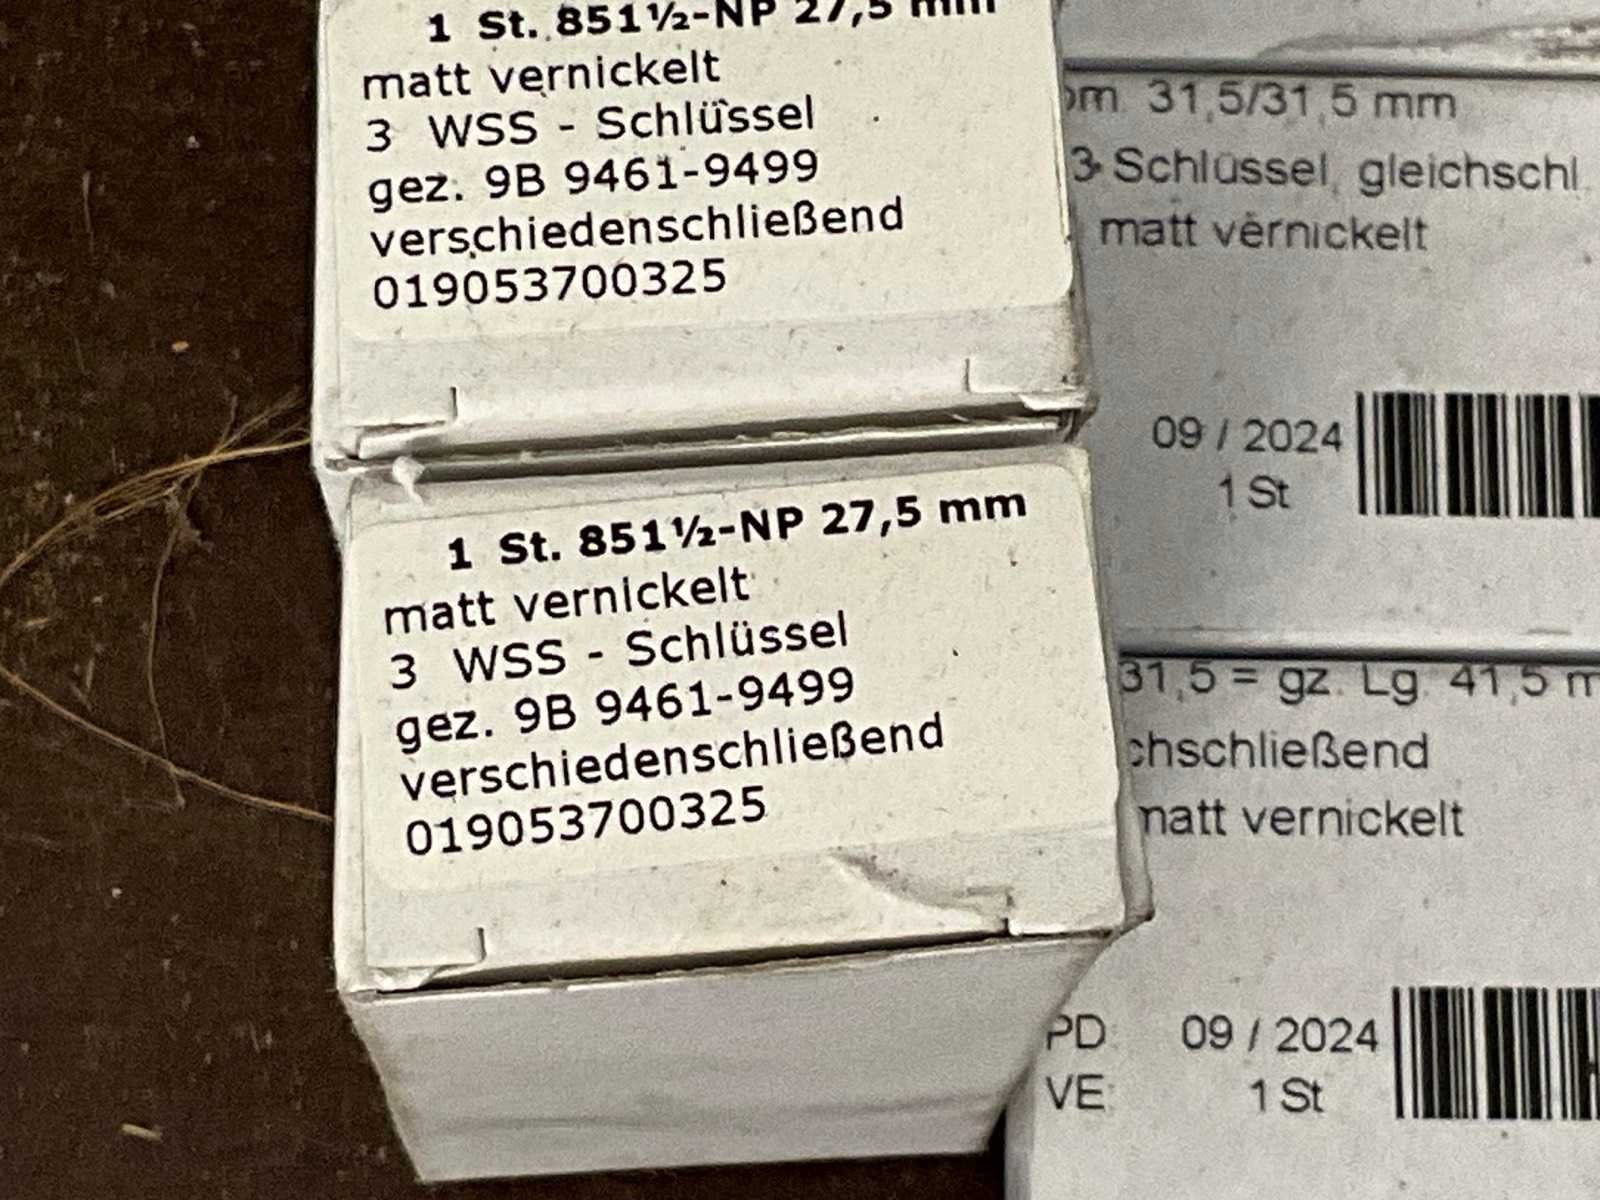 1 St. 851½-NP 27,5 mm
matt vernickelt
3 WSS - Schlüssel
gez. 9B 9461-9499
verschiedenschließend
019053700325
1 St. 851½-NP 27,5 mm
matt vernickelt
3 WSS - Schlüssel
gez. 9B 9461-9499
verschiedenschließend
019053700325
31,5/31,5 mm
3 Schlüssel, gleichschl.
matt vernickelt
09 / 2024
1 St
31,5 = gz. Lg. 41,5 m
chschließend
matt vernickelt
PD: 09 / 2024
VE: 1 St